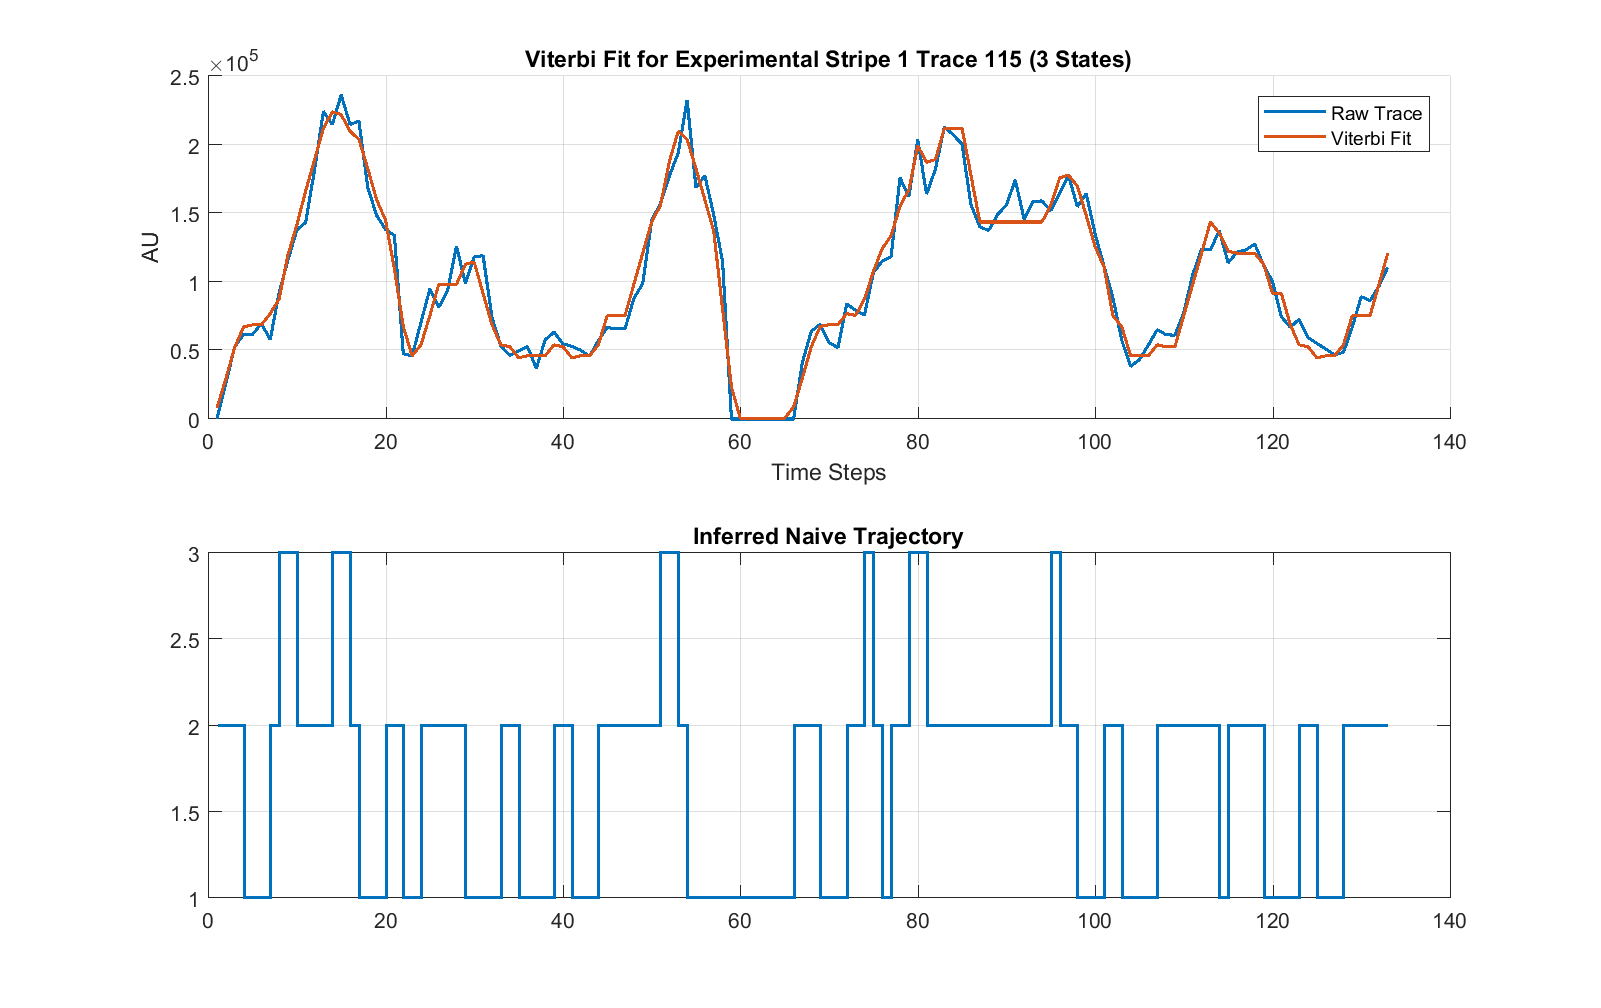 Viterbi Fit for Experimental Stripe 1 Trace 115 (3 States)
×10^5
2.5
2
1.5
1
0.5
0
AU
Raw Trace
Viterbi Fit
0 20 40 60 80 100 120 140
Time Steps
Inferred Naive Trajectory
3
2.5
2
1.5
1
0 20 40 60 80 100 120 140